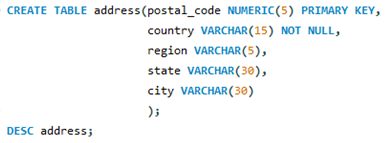 CREATE TABLE address(postal_code NUMERIC(5) PRIMARY KEY,
country VARCHAR(15) NOT NULL,
region VARCHAR(5),
state VARCHAR(30),
city VARCHAR(30)
);
DESC address;